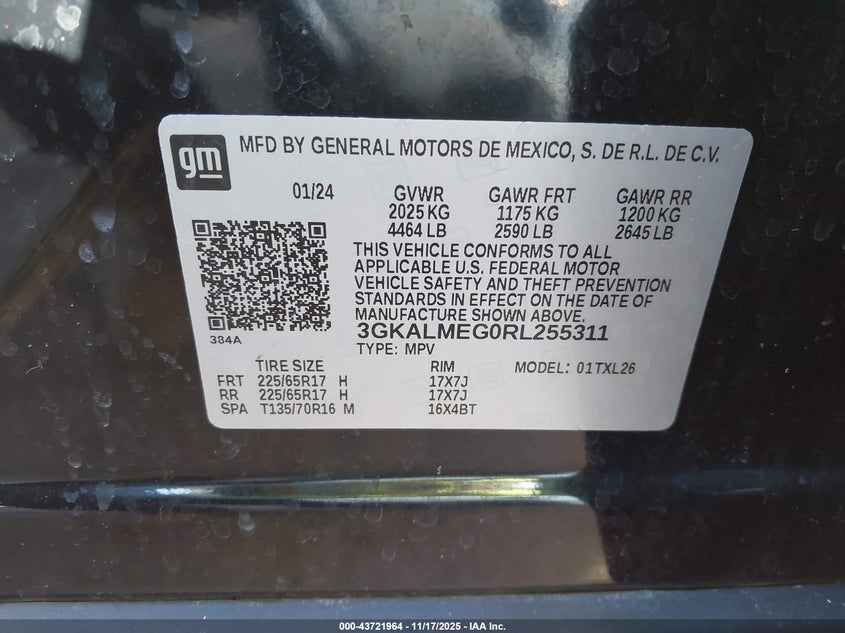 gm
MFD BY GENERAL MOTORS DE MEXICO, S. DE R.L. DE C.V.
01/24 GVWR GAWR FRT GAWR RR
2025 KG 1175 KG 1200 KG
4464 LB 2590 LB 2645 LB
THIS VEHICLE CONFORMS TO ALL
APPLICABLE U.S. FEDERAL MOTOR
VEHICLE SAFETY AND THEFT PREVENTION
STANDARDS IN EFFECT ON THE DATE OF
MANUFACTURE SHOWN ABOVE.
384A
3GKALMEG0RL255311
TYPE: MPV
TIRE SIZE RIM MODEL: 01TXL26
FRT 225/65R17 H 17X7J
RR 225/65R17 H 17X7J
SPA T135/70R16 M 16X4BT
000-43721964 - 11/17/2025 - IAA Inc.